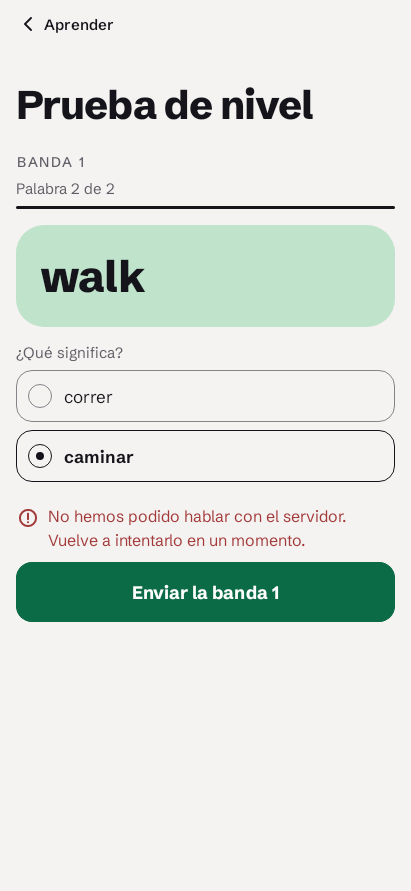 Aprender
Prueba de nivel
BANDA 1
Palabra 2 de 2
walk
¿Qué significa?
correr
caminar
No hemos podido hablar con el servidor.
Vuelve a intentarlo en un momento.
Enviar la banda 1